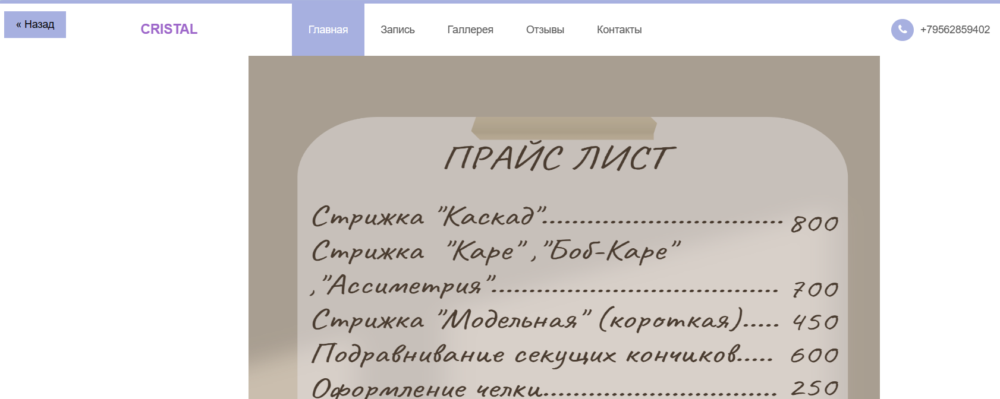 « Назад
CRISTAL
Главная
Запись
Галлерея
Отзывы
Контакты
+79562859402
ПРАЙС ЛИСТ
Стрижка "Каскад"................................ 800
Стрижка "Каре" ,"Боб-Каре"
,"Ассиметрия"...................................... 700
Стрижка "Модельная" (короткая)..... 450
Подравнивание секущих кончиков..... 600
Оформление челки............................... 250